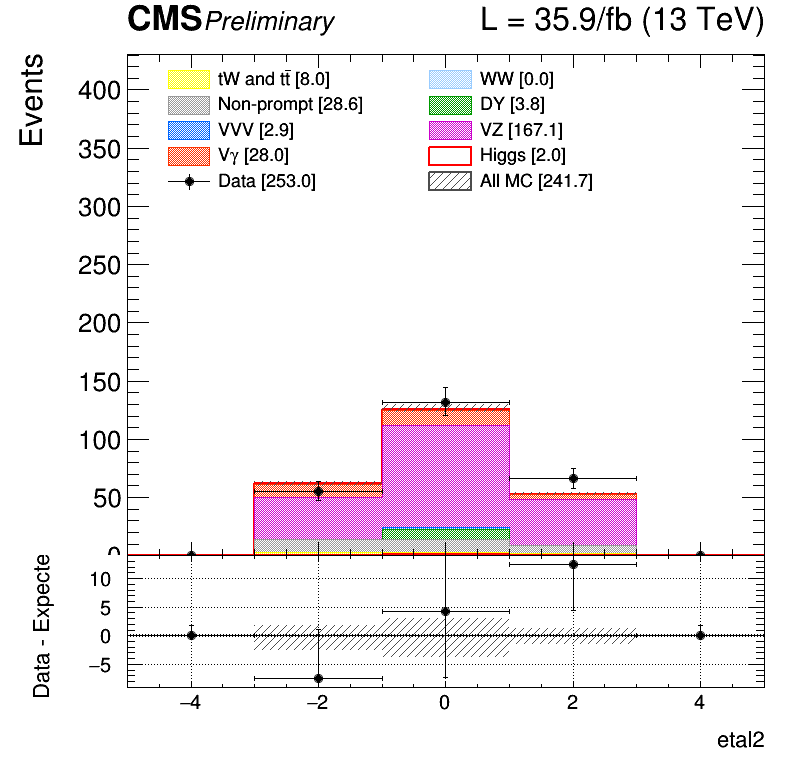 CMS Preliminary L = 35.9/fb (13 TeV)
Events
tW and tt̄ [8.0] WW [0.0]
Non-prompt [28.6] DY [3.8]
VVV [2.9] VZ [167.1]
Vγ [28.0] Higgs [2.0]
Data [253.0] All MC [241.7]
400
350
300
250
200
150
100
50
0
Data - Expecte
10
5
0
−5
−4 −2 0 2 4
etal2